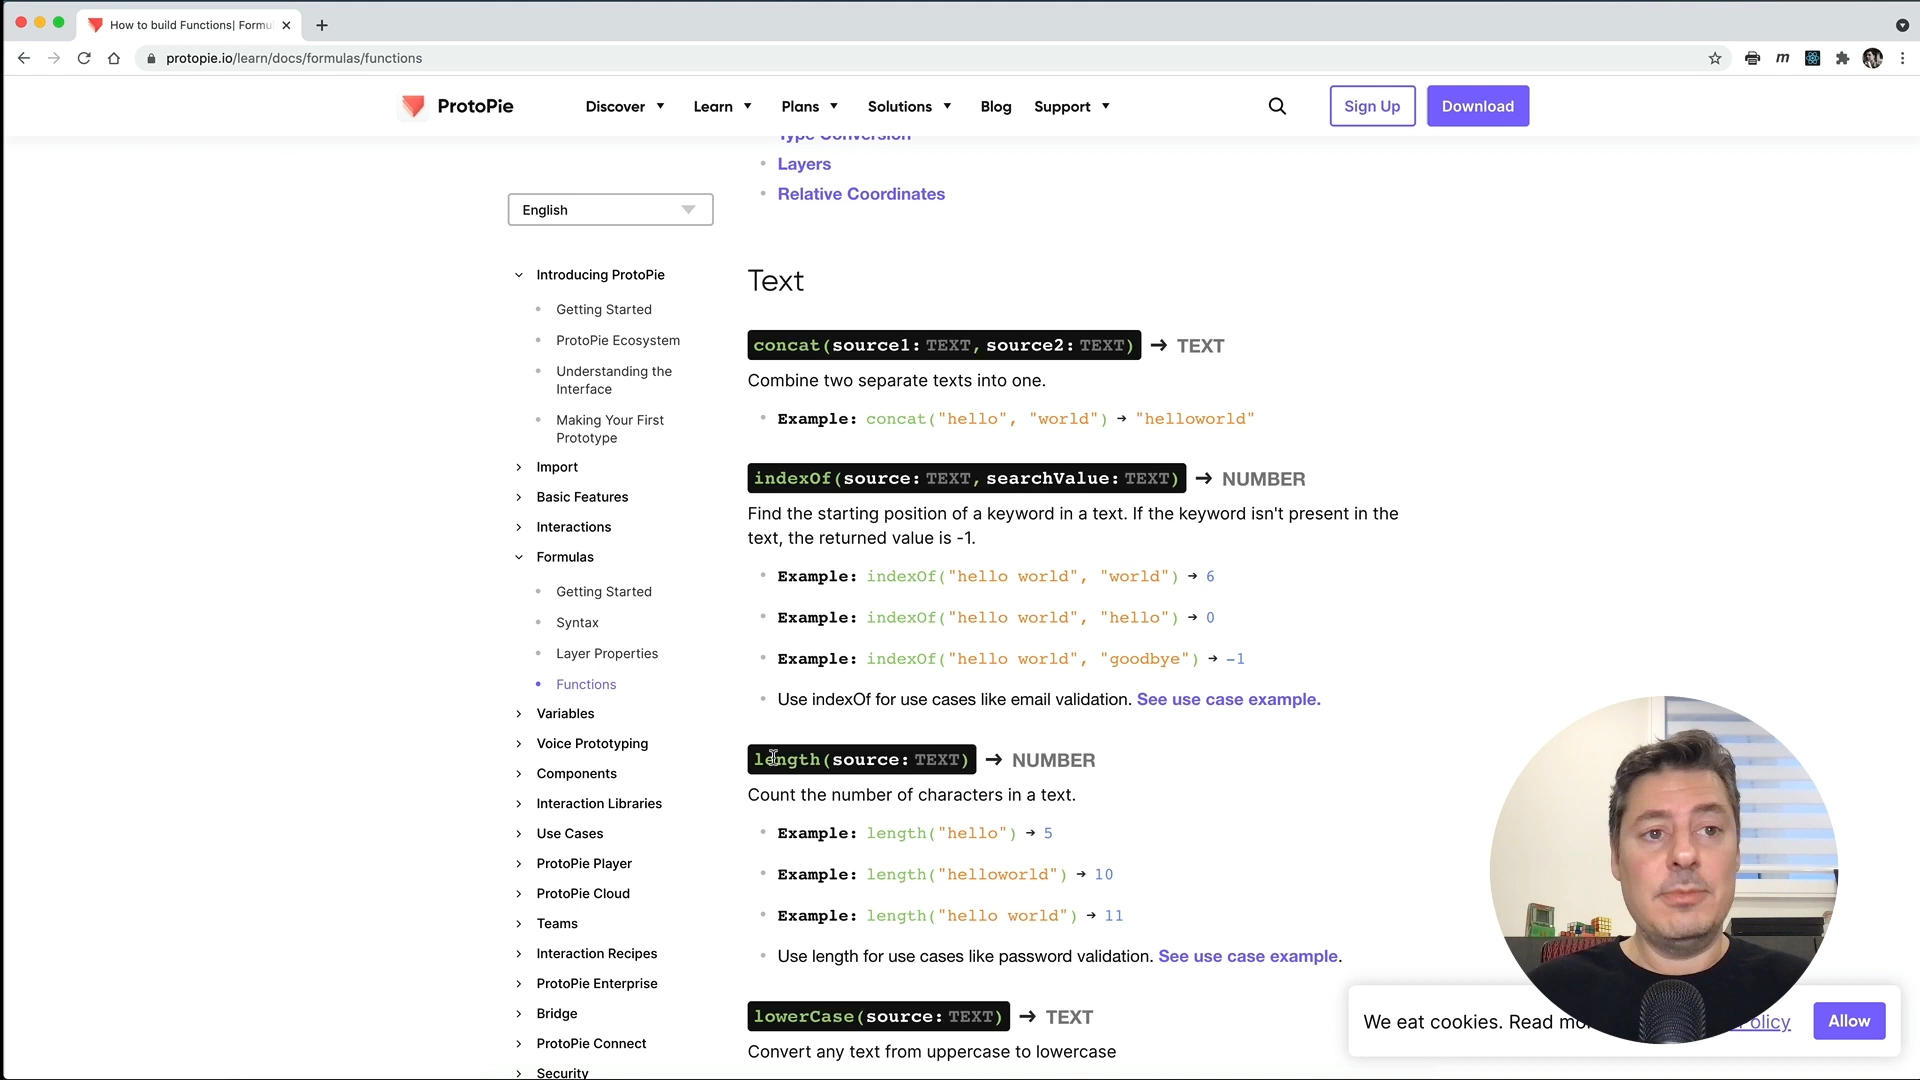 How to build Functions| Formu
protopie.io/learn/docs/formulas/functions
m
ProtoPie
Discover
Learn
Plans
Solutions
Blog
Support
Sign Up
Download
Type Conversion
Layers
Relative Coordinates
English
Introducing ProtoPie
Getting Started
ProtoPie Ecosystem
Understanding the
Interface
Making Your First
Prototype
Import
Basic Features
Interactions
Formulas
Getting Started
Syntax
Layer Properties
Functions
Variables
Voice Prototyping
Components
Interaction Libraries
Use Cases
ProtoPie Player
ProtoPie Cloud
Teams
Interaction Recipes
ProtoPie Enterprise
Bridge
ProtoPie Connect
Security
Text
concat(source1: TEXT, source2: TEXT) → TEXT
Combine two separate texts into one.
Example: concat("hello", "world") → "helloworld"
indexOf(source: TEXT, searchValue: TEXT) → NUMBER
Find the starting position of a keyword in a text. If the keyword isn't present in the
text, the returned value is -1.
Example: indexOf("hello world", "world") → 6
Example: indexOf("hello world", "hello") → 0
Example: indexOf("hello world", "goodbye") → -1
Use indexOf for use cases like email validation. See use case example.
length(source: TEXT) → NUMBER
Count the number of characters in a text.
Example: length("hello") → 5
Example: length("helloworld") → 10
Example: length("hello world") → 11
Use length for use cases like password validation. See use case example.
lowerCase(source: TEXT) → TEXT
Convert any text from uppercase to lowercase
We eat cookies. Read
Allow